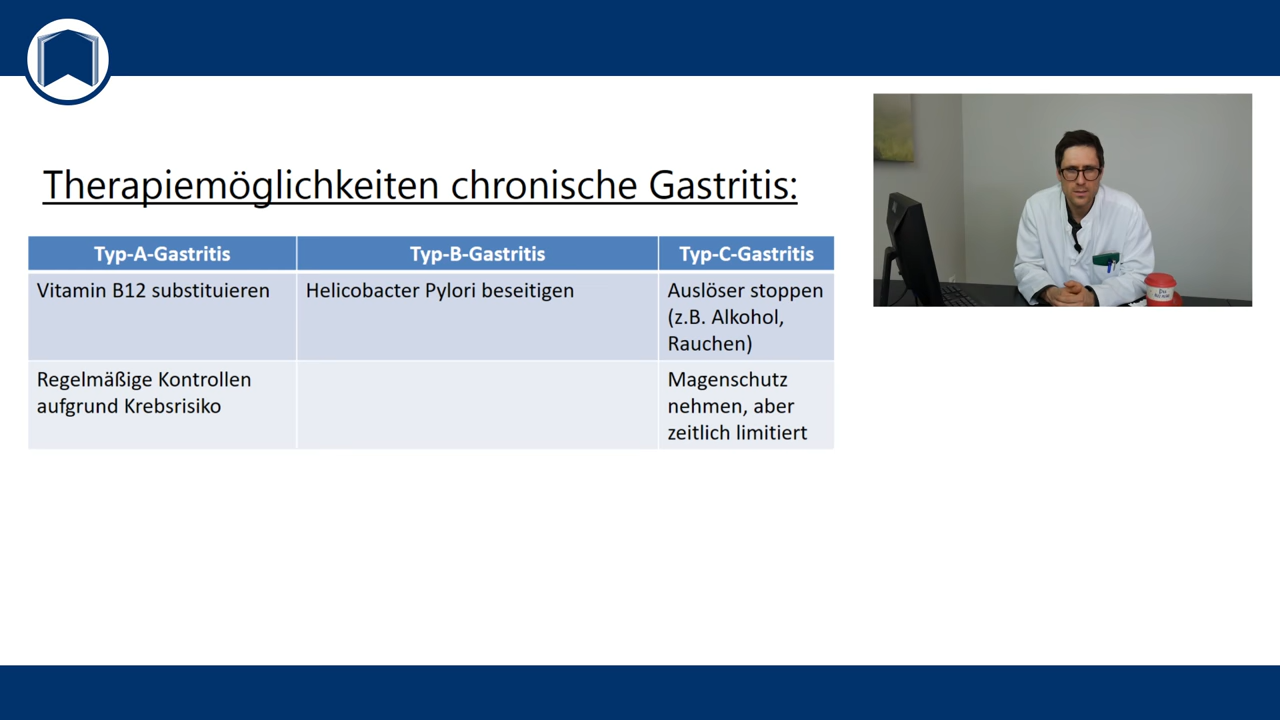 Therapiemöglichkeiten chronische Gastritis:
Typ-A-Gastritis
Typ-B-Gastritis
Typ-C-Gastritis
Vitamin B12 substituieren
Helicobacter Pylori beseitigen
Auslöser stoppen
(z.B. Alkohol,
Rauchen)
Regelmäßige Kontrollen
aufgrund Krebsrisiko
Magenschutz
nehmen, aber
zeitlich limitiert